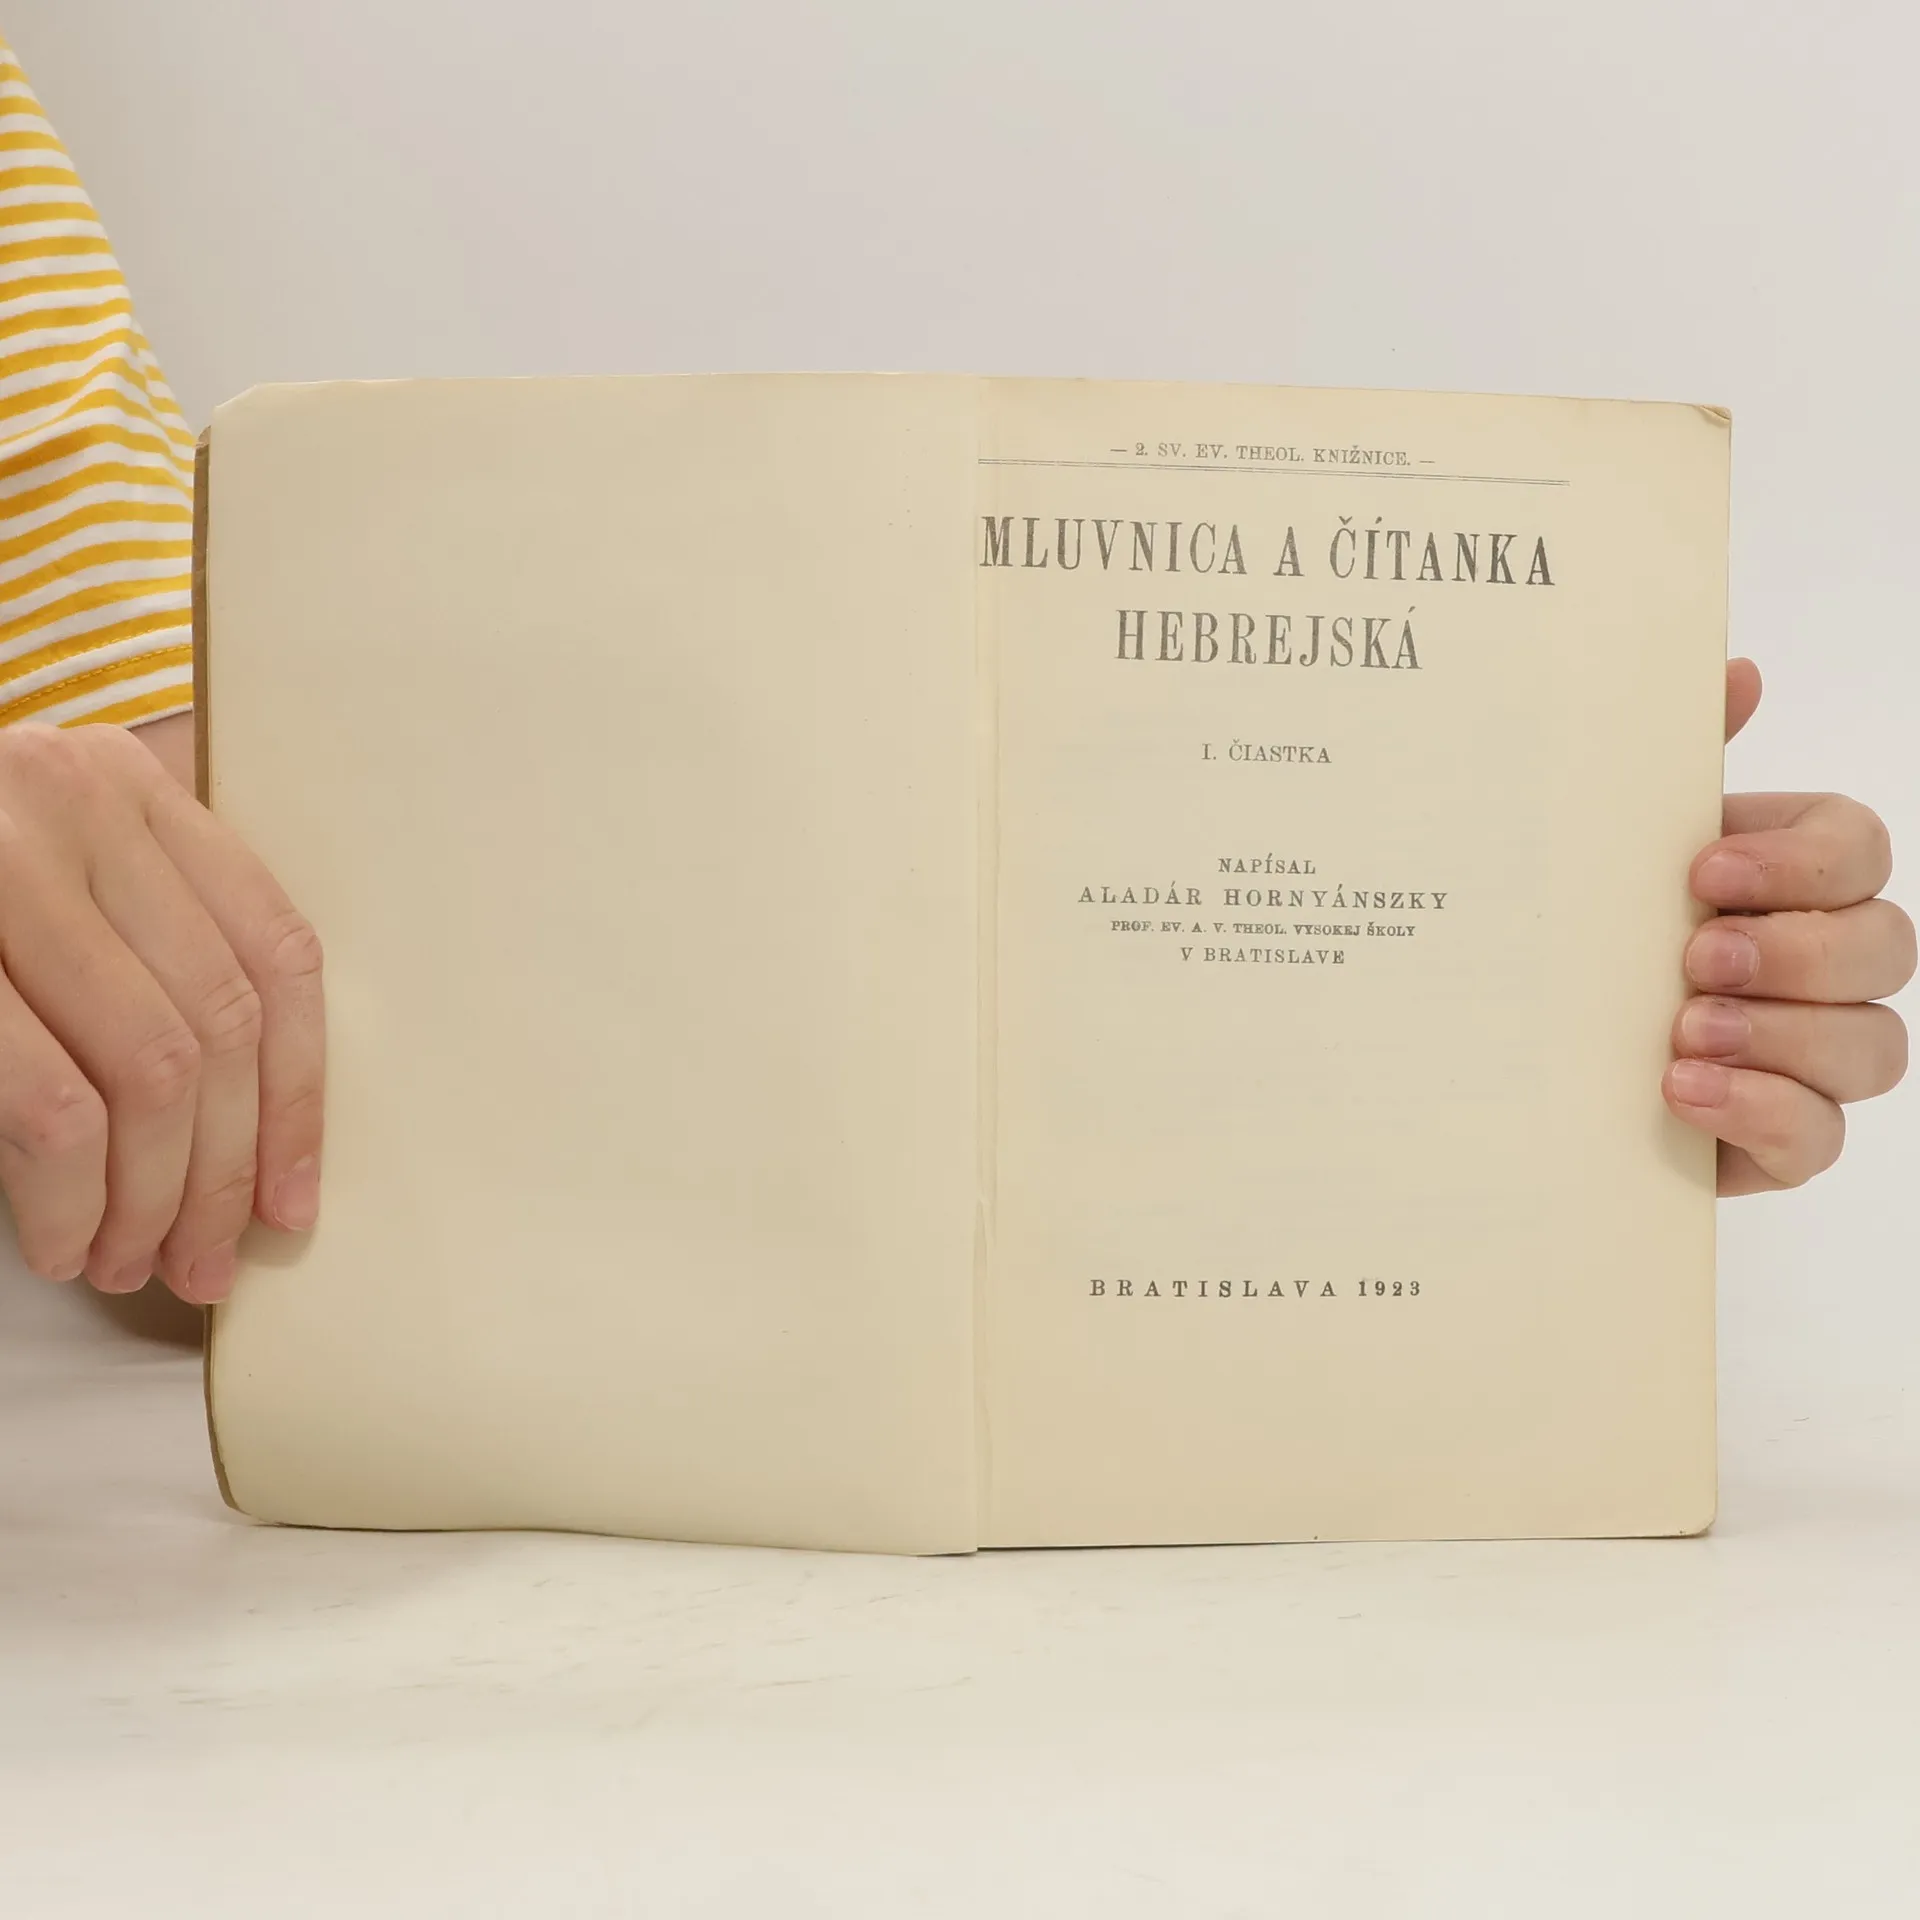 — 2. SV. EV. THEOL. KNIŽNICE. —
MLUVNICA A ČÍTANKA
HEBREJSKÁ
I. ČIASTKA
NAPÍSAL
ALADÁR HORNYÁNSZKY
PROF. EV. A. V. THEOL. VYSOKEJ ŠKOLY
V BRATISLAVE
BRATISLAVA 1923